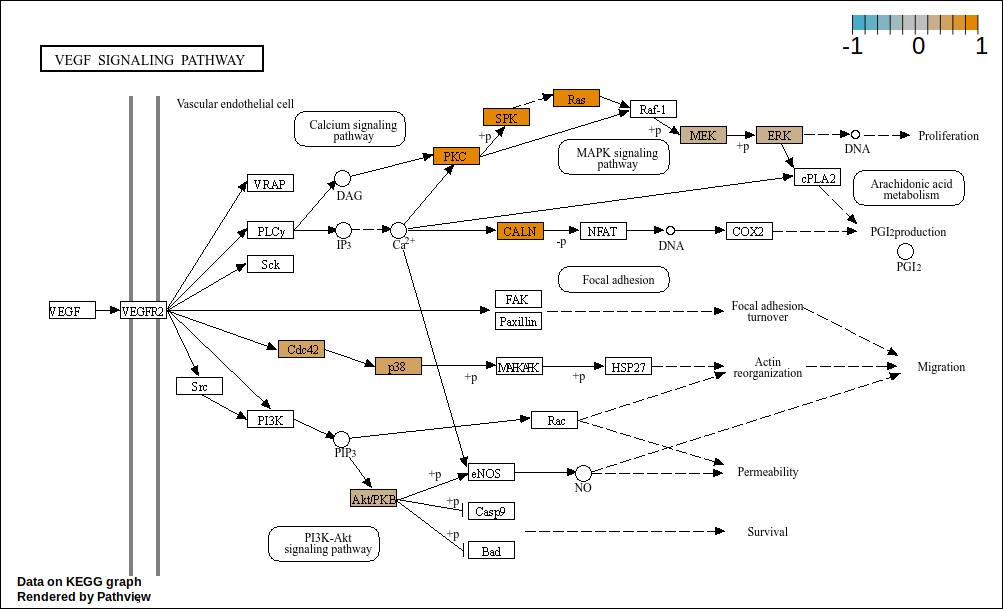 -1 0 1
VEGF SIGNALING PATHWAY
Vascular endothelial cell
Calcium signaling
pathway
SPK
Ras
Raf-1
+p
+p
MEK
+p
ERK
DNA
Proliferation
PKC
MAPK signaling
pathway
VRAP
DAG
cPLA2
Arachidonic acid
metabolism
PLCγ
IP3
Ca2+
CALN
-p
NFAT
DNA
COX2
PGI2production
PGI2
Sck
Focal adhesion
VEGF
VEGFR2
FAK
Paxillin
Focal adhesion
turnover
Cdc42
p38
+p
MAPKAPK
+p
HSP27
Actin
reorganization
Migration
Src
PI3K
Rac
PIP3
+p
eNOS
NO
Permeability
Akt/PKB
+p
Casp9
+p
Bad
Survival
PI3K-Akt
signaling pathway
Data on KEGG graph
Rendered by Pathview